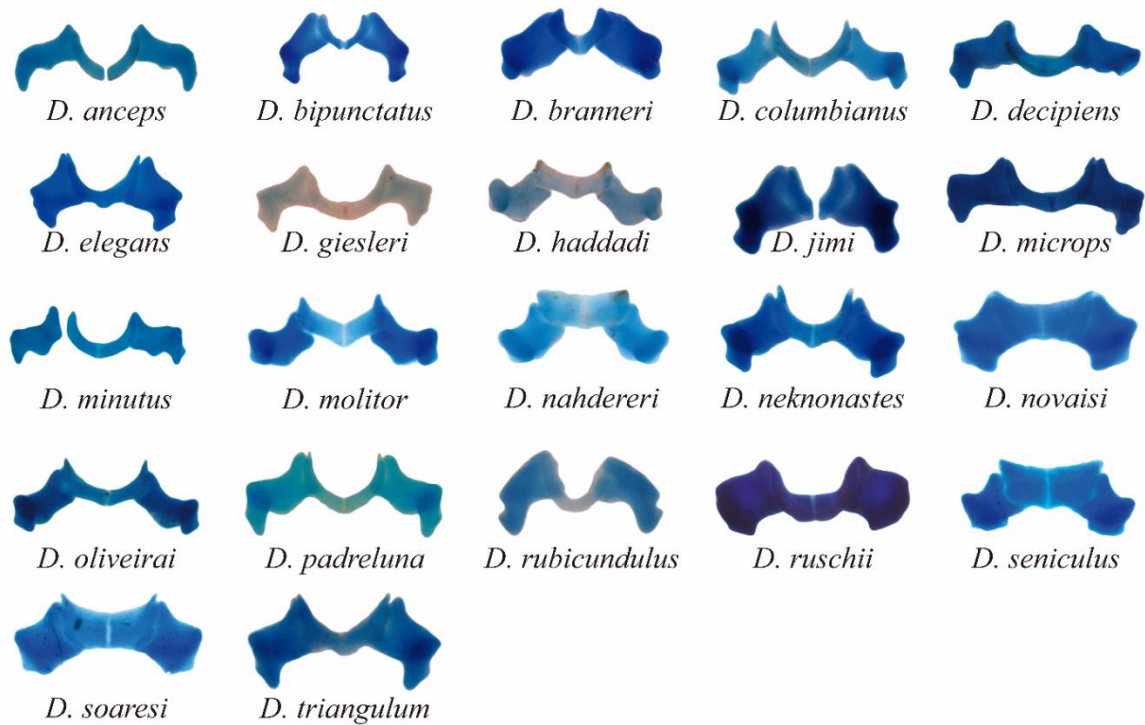 D. anceps
D. bipunctatus
D. branneri
D. columbianus
D. decipiens
D. elegans
D. giesleri
D. haddadi
D. jimi
D. microps
D. minutus
D. molitor
D. nahdereri
D. neknonastes
D. novaisi
D. oliveirai
D. padreluna
D. rubicundulus
D. ruschii
D. seniculus
D. soaresi
D. triangulum